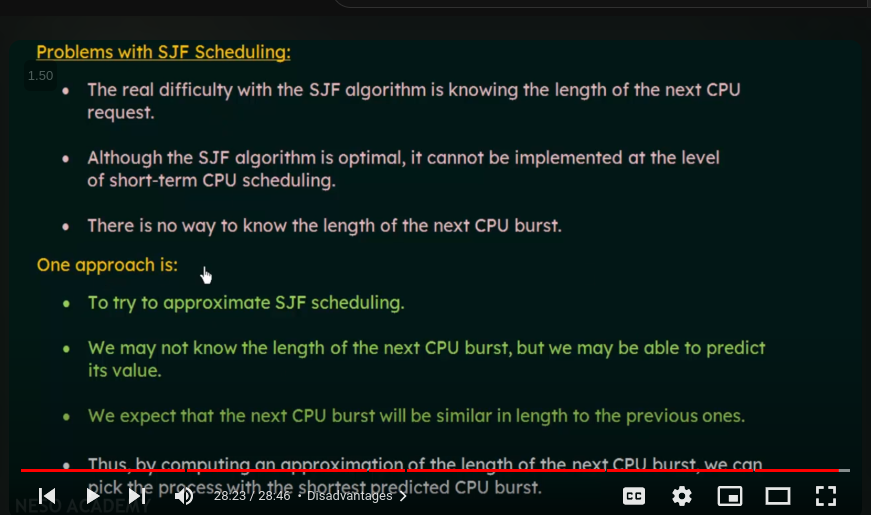 Problems with SJF Scheduling:
1.50
• The real difficulty with the SJF algorithm is knowing the length of the next CPU
request.
• Although the SJF algorithm is optimal, it cannot be implemented at the level
of short-term CPU scheduling.
• There is no way to know the length of the next CPU burst.
One approach is:
• To try to approximate SJF scheduling.
• We may not know the length of the next CPU burst, but we may be able to predict
its value.
• We expect that the next CPU burst will be similar in length to the previous ones.
• Thus, by computing an approximation of the length of the next CPU burst, we can
pick the process with the shortest predicted CPU burst.
28:23 / 28:46 • Disadvantages
CC
NESO ACADEMY